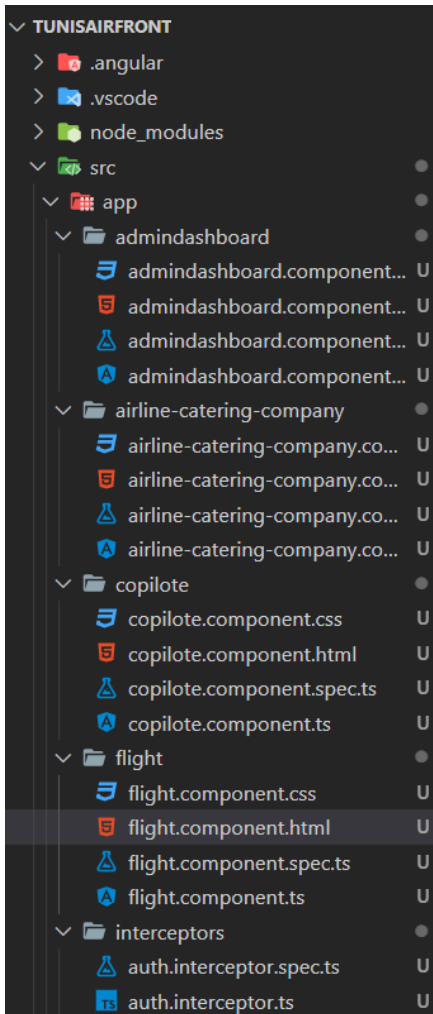 TUNISAIRFRONT
.angular
.vscode
node_modules
src
app
admindashboard
admindashboard.component... U
admindashboard.component... U
admindashboard.component... U
admindashboard.component... U
airline-catering-company
airline-catering-company.co... U
airline-catering-company.co... U
airline-catering-company.co... U
airline-catering-company.co... U
copilote
copilote.component.css U
copilote.component.html U
copilote.component.spec.ts U
copilote.component.ts U
flight
flight.component.css U
flight.component.html U
flight.component.spec.ts U
flight.component.ts U
interceptors
auth.interceptor.spec.ts U
TS auth.interceptor.ts U